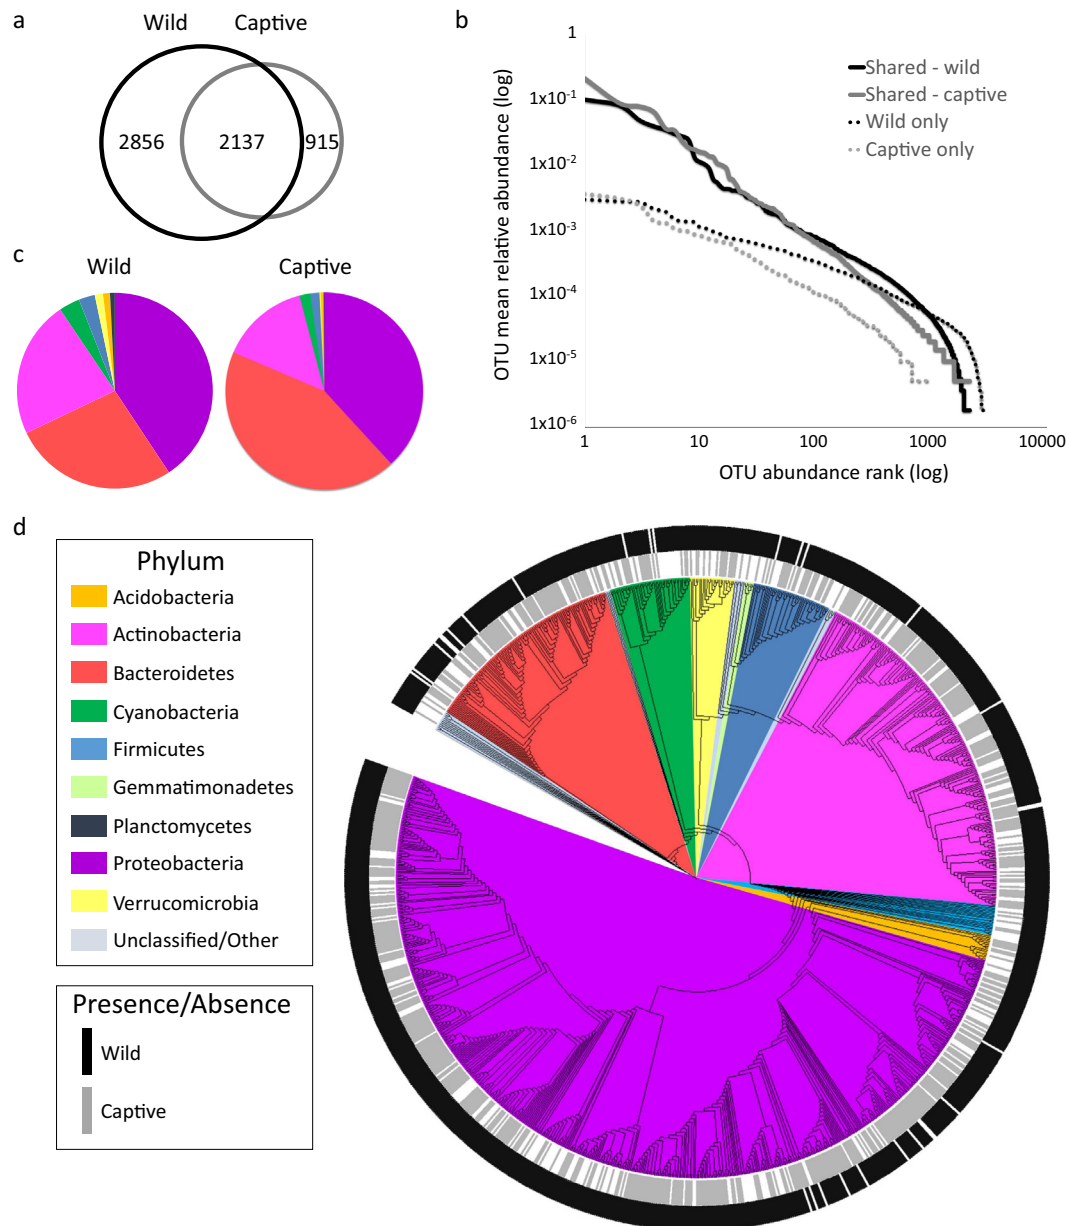 a
Wild Captive
2856 2137 915
b
OTU mean relative abundance (log)
1
1x10⁻¹
1x10⁻²
1x10⁻³
1x10⁻⁴
1x10⁻⁵
1x10⁻⁶
1 10 100 1000 10000
OTU abundance rank (log)
Shared - wild
Shared - captive
Wild only
Captive only
c
Wild Captive
d
Phylum
Acidobacteria
Actinobacteria
Bacteroidetes
Cyanobacteria
Firmicutes
Gemmatimonadetes
Planctomycetes
Proteobacteria
Verrucomicrobia
Unclassified/Other
Presence/Absence
Wild
Captive